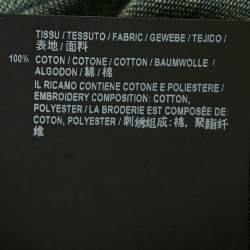 TISSU / TESSUTO / FABRIC / GEWEBE / TEJIDO /
表地 / 面料
100% COTON / COTONE / COTTON / BAUMWOLLE /
ALGODON / 綿 / 棉
IL RICAMO CONTIENE COTONE E POLIESTERE /
EMBROIDERY COMPOSITION: COTTON,
POLYESTER / LA BRODERIE EST COMPOSÉE DE:
COTON, POLYESTER / 刺绣组成: 棉, 聚酯纤
维